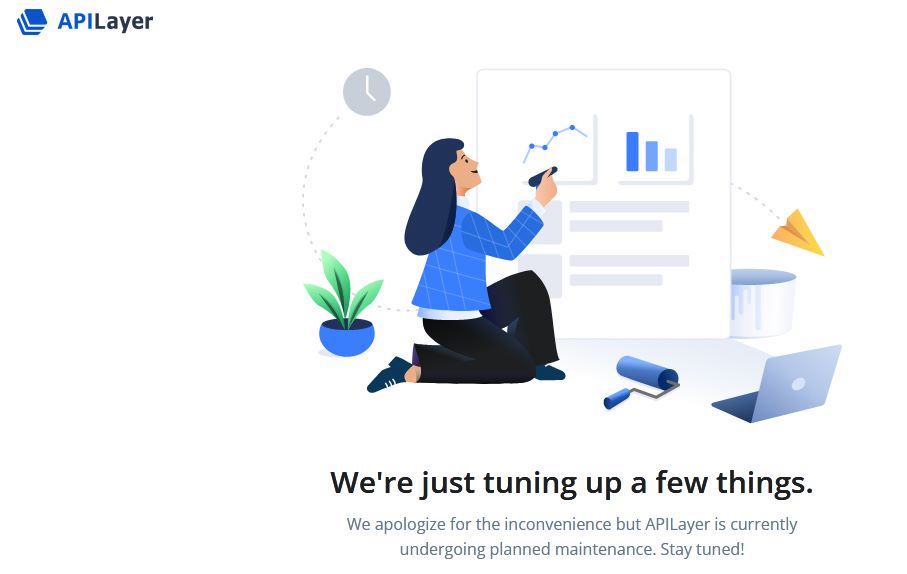 APILayer
We're just tuning up a few things.
We apologize for the inconvenience but APILayer is currently
undergoing planned maintenance. Stay tuned!